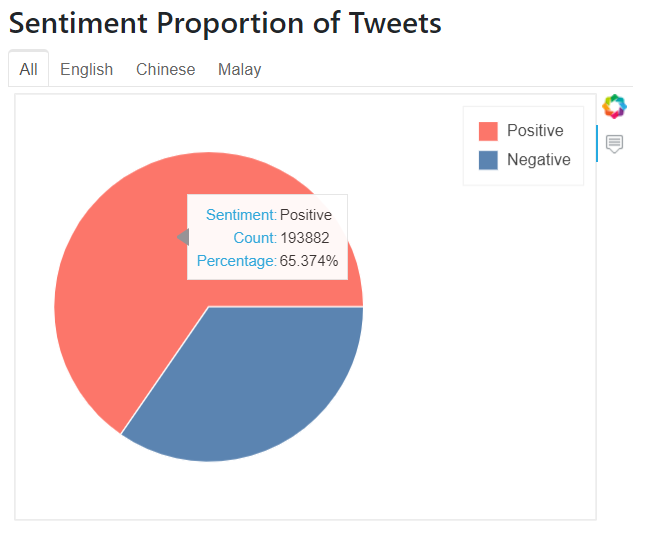 Sentiment Proportion of Tweets
All English Chinese Malay
Positive
Negative
Sentiment: Positive
Count: 193882
Percentage: 65.374%